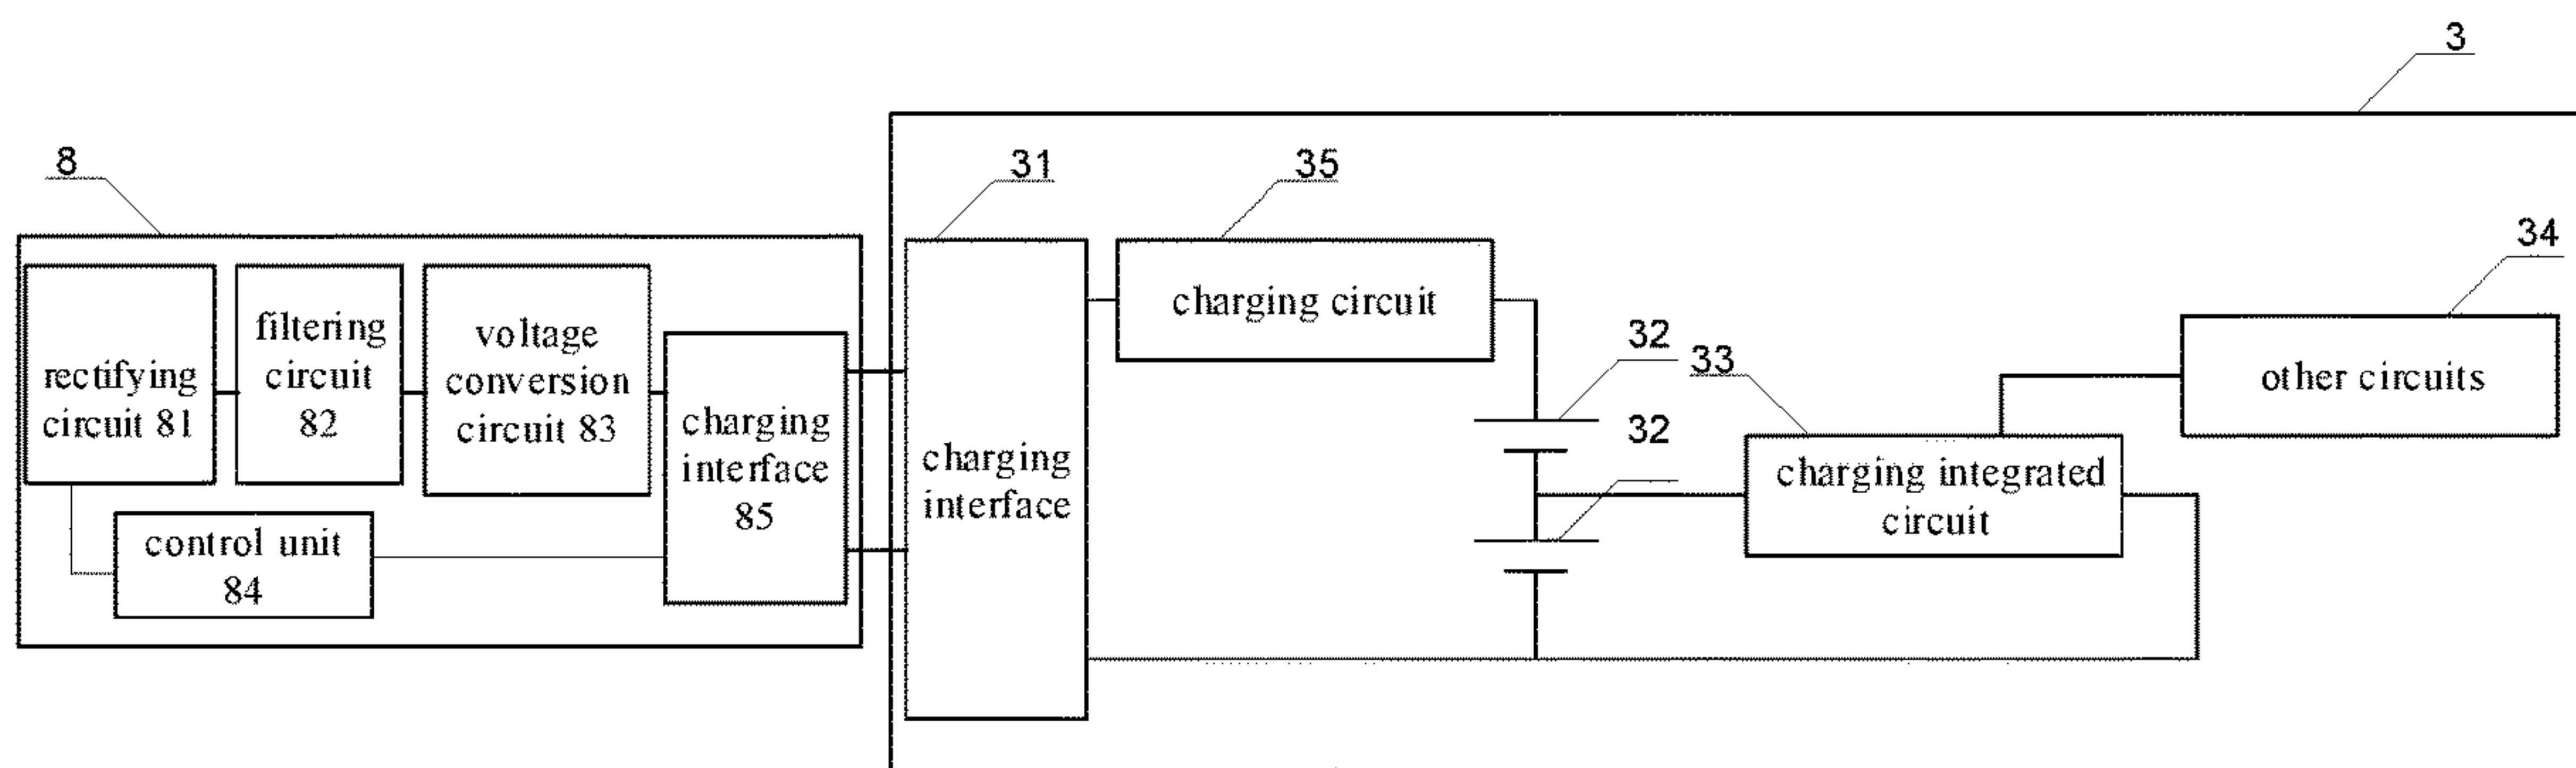 3
8
31
35
34
32
33
32
rectifying
circuit 81
filtering
circuit
82
voltage
conversion
circuit 83
charging
interface
85
control unit
84
charging
interface
charging circuit
charging integrated
circuit
other circuits